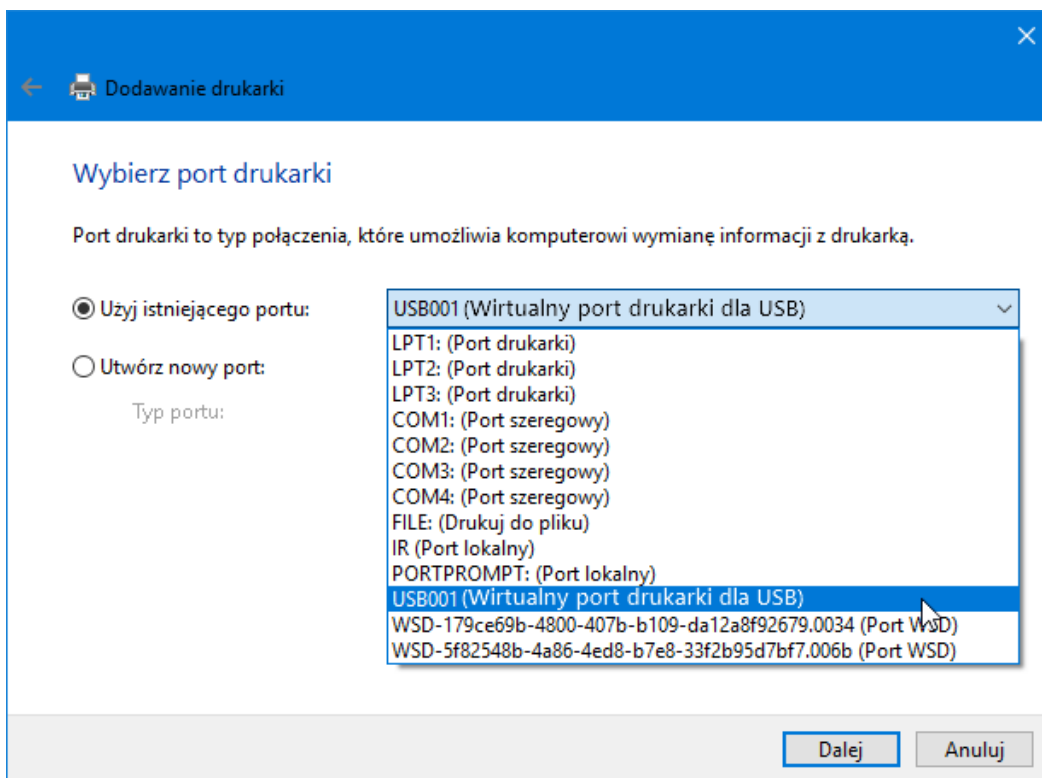 Dodawanie drukarki
Wybierz port drukarki
Port drukarki to typ połączenia, które umożliwia komputerowi wymianę informacji z drukarką.
Użyj istniejącego portu: USB001 (Wirtualny port drukarki dla USB)
LPT1: (Port drukarki)
Utwórz nowy port: LPT2: (Port drukarki)
LPT3: (Port drukarki)
Typ portu: COM1: (Port szeregowy)
COM2: (Port szeregowy)
COM3: (Port szeregowy)
COM4: (Port szeregowy)
FILE: (Drukuj do pliku)
IR (Port lokalny)
PORTPROMPT: (Port lokalny)
USB001 (Wirtualny port drukarki dla USB)
WSD-179ce69b-4800-407b-b109-da12a8f92679.0034 (Port WSD)
WSD-5f82548b-4a86-4ed8-b7e8-33f2b95d7bf7.006b (Port WSD)
Dalej Anuluj